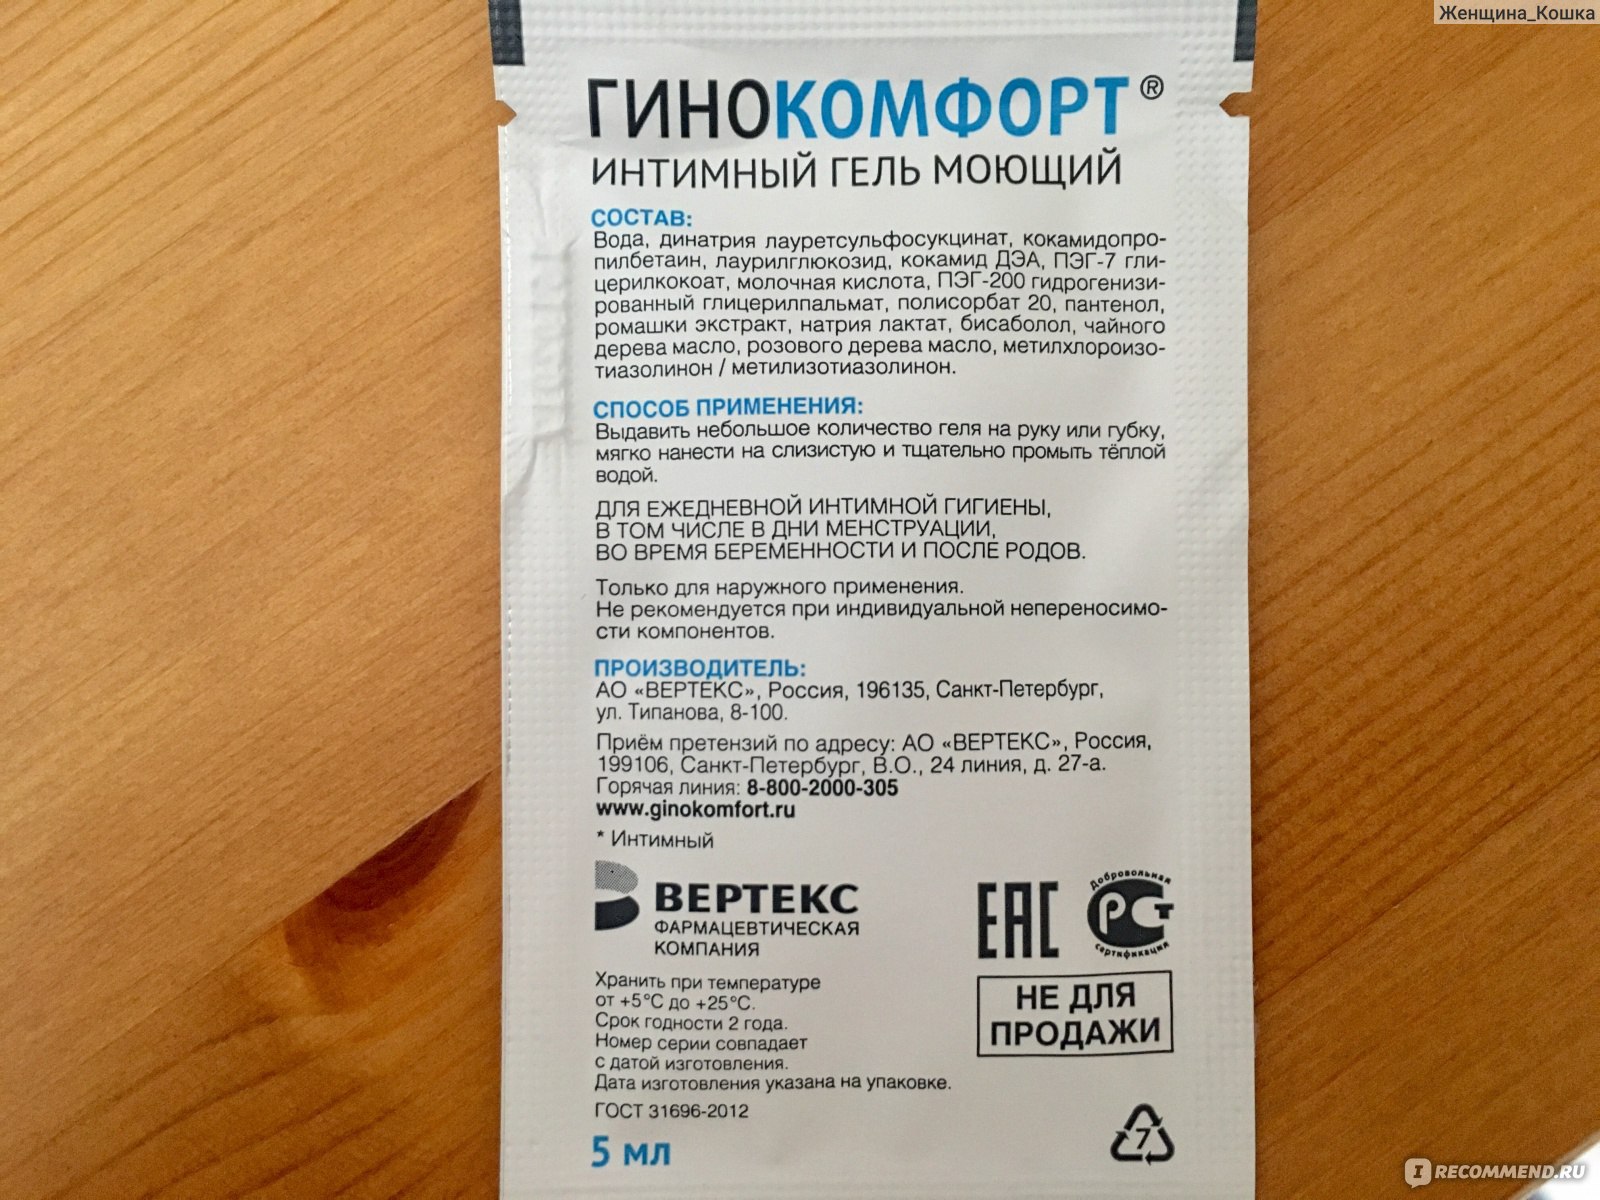 Женщина_Кошка
ГИНОКОМФОРТ®
ИНТИМНЫЙ ГЕЛЬ МОЮЩИЙ
СОСТАВ:
Вода, динатрия лауретсульфосукцинат, кокамидопро-
пилбетаин, лаурилглюкозид, кокамид ДЭА, ПЭГ-7 гли-
церилкокоат, молочная кислота, ПЭГ-200 гидрогенизи-
рованный глицерилпальмат, полисорбат 20, пантенол,
ромашки экстракт, натрия лактат, бисаболол, чайного
дерева масло, розового дерева масло, метилхлороизо-
тиазолинон / метилизотиазолинон.
СПОСОБ ПРИМЕНЕНИЯ:
Выдавить небольшое количество геля на руку или губку,
мягко нанести на слизистую и тщательно промыть тёплой
водой.
ДЛЯ ЕЖЕДНЕВНОЙ ИНТИМНОЙ ГИГИЕНЫ,
В ТОМ ЧИСЛЕ В ДНИ МЕНСТРУАЦИИ,
ВО ВРЕМЯ БЕРЕМЕННОСТИ И ПОСЛЕ РОДОВ.
Только для наружного применения.
Не рекомендуется при индивидуальной непереносимо-
сти компонентов.
ПРОИЗВОДИТЕЛЬ:
АО «ВЕРТЕКС», Россия, 196135, Санкт-Петербург,
ул. Типанова, 8-100.
Приём претензий по адресу: АО «ВЕРТЕКС», Россия,
199106, Санкт-Петербург, В.О., 24 линия, д. 27-а.
Горячая линия: 8-800-2000-305
www.ginokomfort.ru
* Интимный
ВЕРТЕКС
ФАРМАЦЕВТИЧЕСКАЯ
КОМПАНИЯ
ЕАС
Добровольная
РСТ
сертификация
НЕ ДЛЯ
ПРОДАЖИ
Хранить при температуре
от +5°С до +25°С.
Срок годности 2 года.
Номер серии совпадает
с датой изготовления.
Дата изготовления указана на упаковке.
ГОСТ 31696-2012
5 мл
7
IRECOMMEND.RU